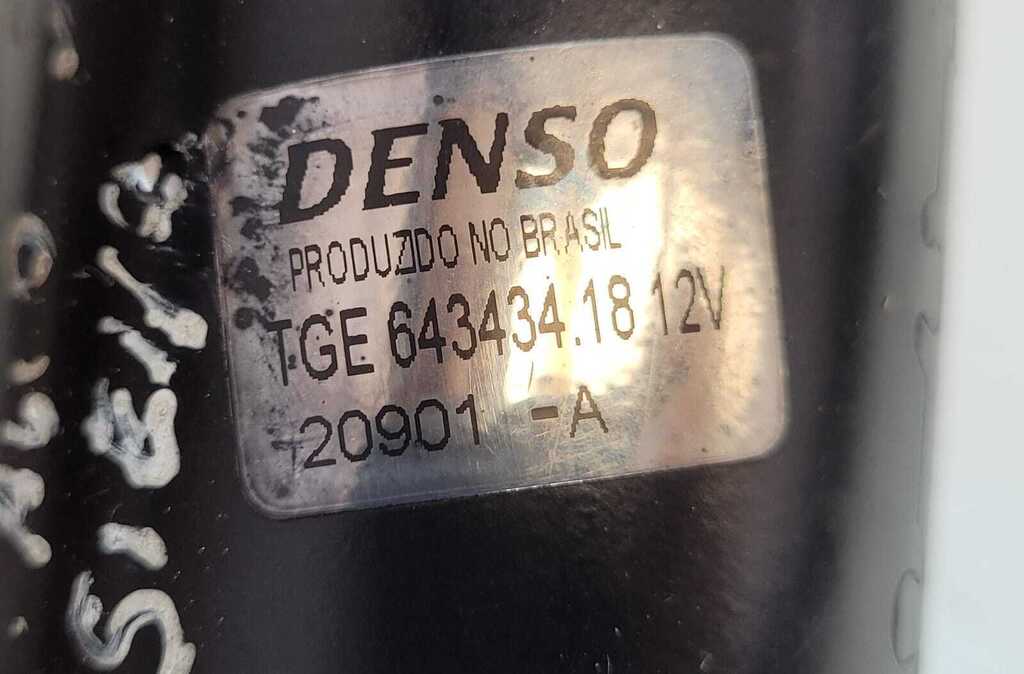 DENSO
PRODUZIDO NO BRASIL
TGE 643434.18 12V
20901 -A